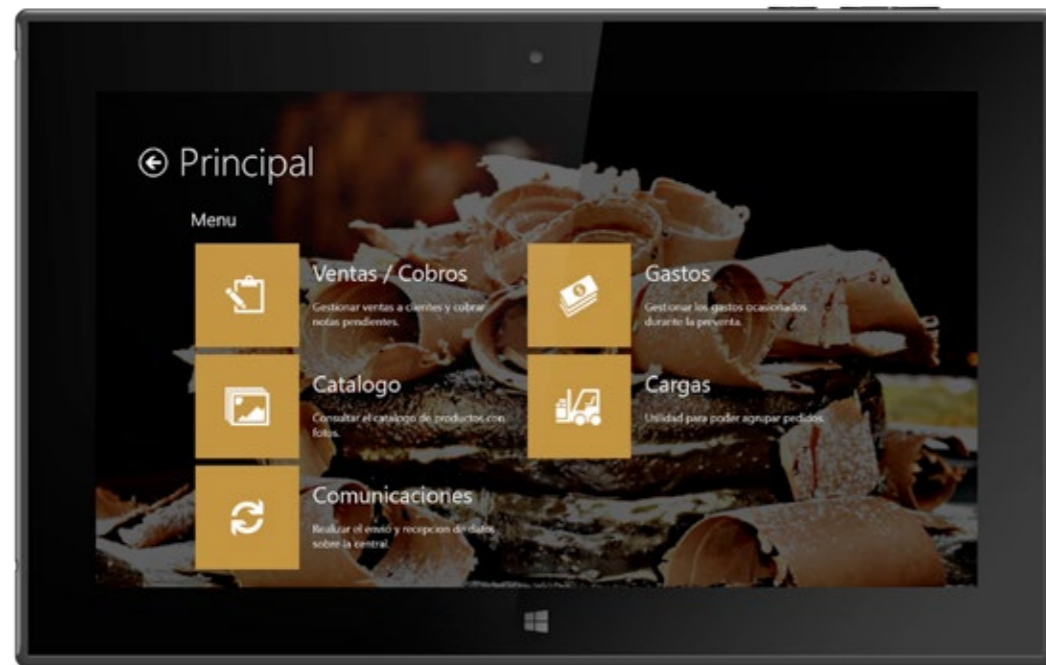 Principal
Menu
Ventas / Cobros
Gestionar ventas a clientes y cobrar
notas pendientes.
Catalogo
Consultar el catalogo de productos con
fotos.
Comunicaciones
Realizar el envió y recepcion de datos
sobre la central.
Gastos
Gestionar los gastos ocasionados
durante la preventa.
Cargas
Utilidad para poder agrupar pedidos.